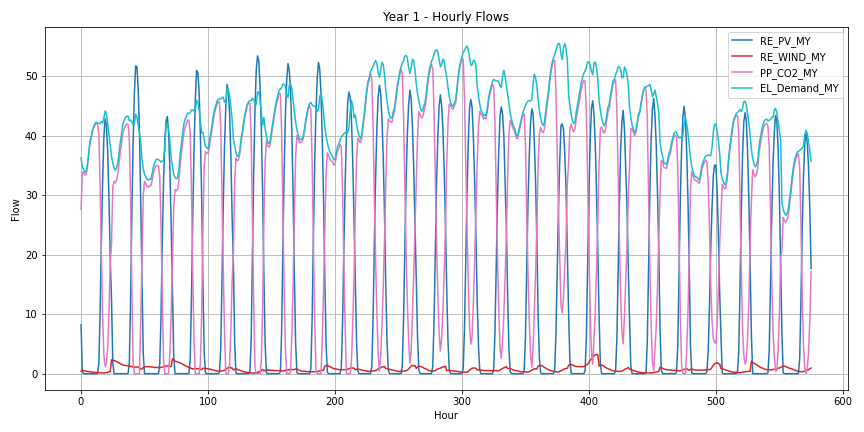 Year 1 - Hourly Flows
RE_PV_MY
RE_WIND_MY
PP_CO2_MY
EL_Demand_MY
Flow
50
40
30
20
10
0
0 100 200 300 400 500 600
Hour